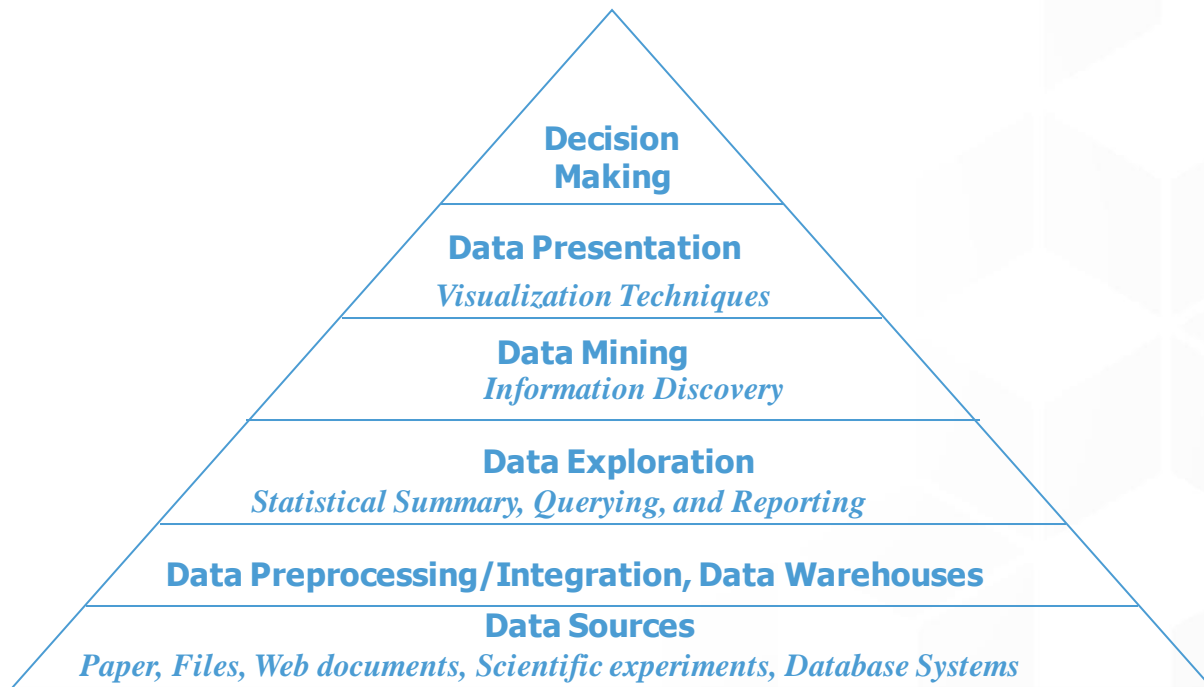 Decision
Making
Data Presentation
Visualization Techniques
Data Mining
Information Discovery
Data Exploration
Statistical Summary, Querying, and Reporting
Data Preprocessing/Integration, Data Warehouses
Data Sources
Paper, Files, Web documents, Scientific experiments, Database Systems